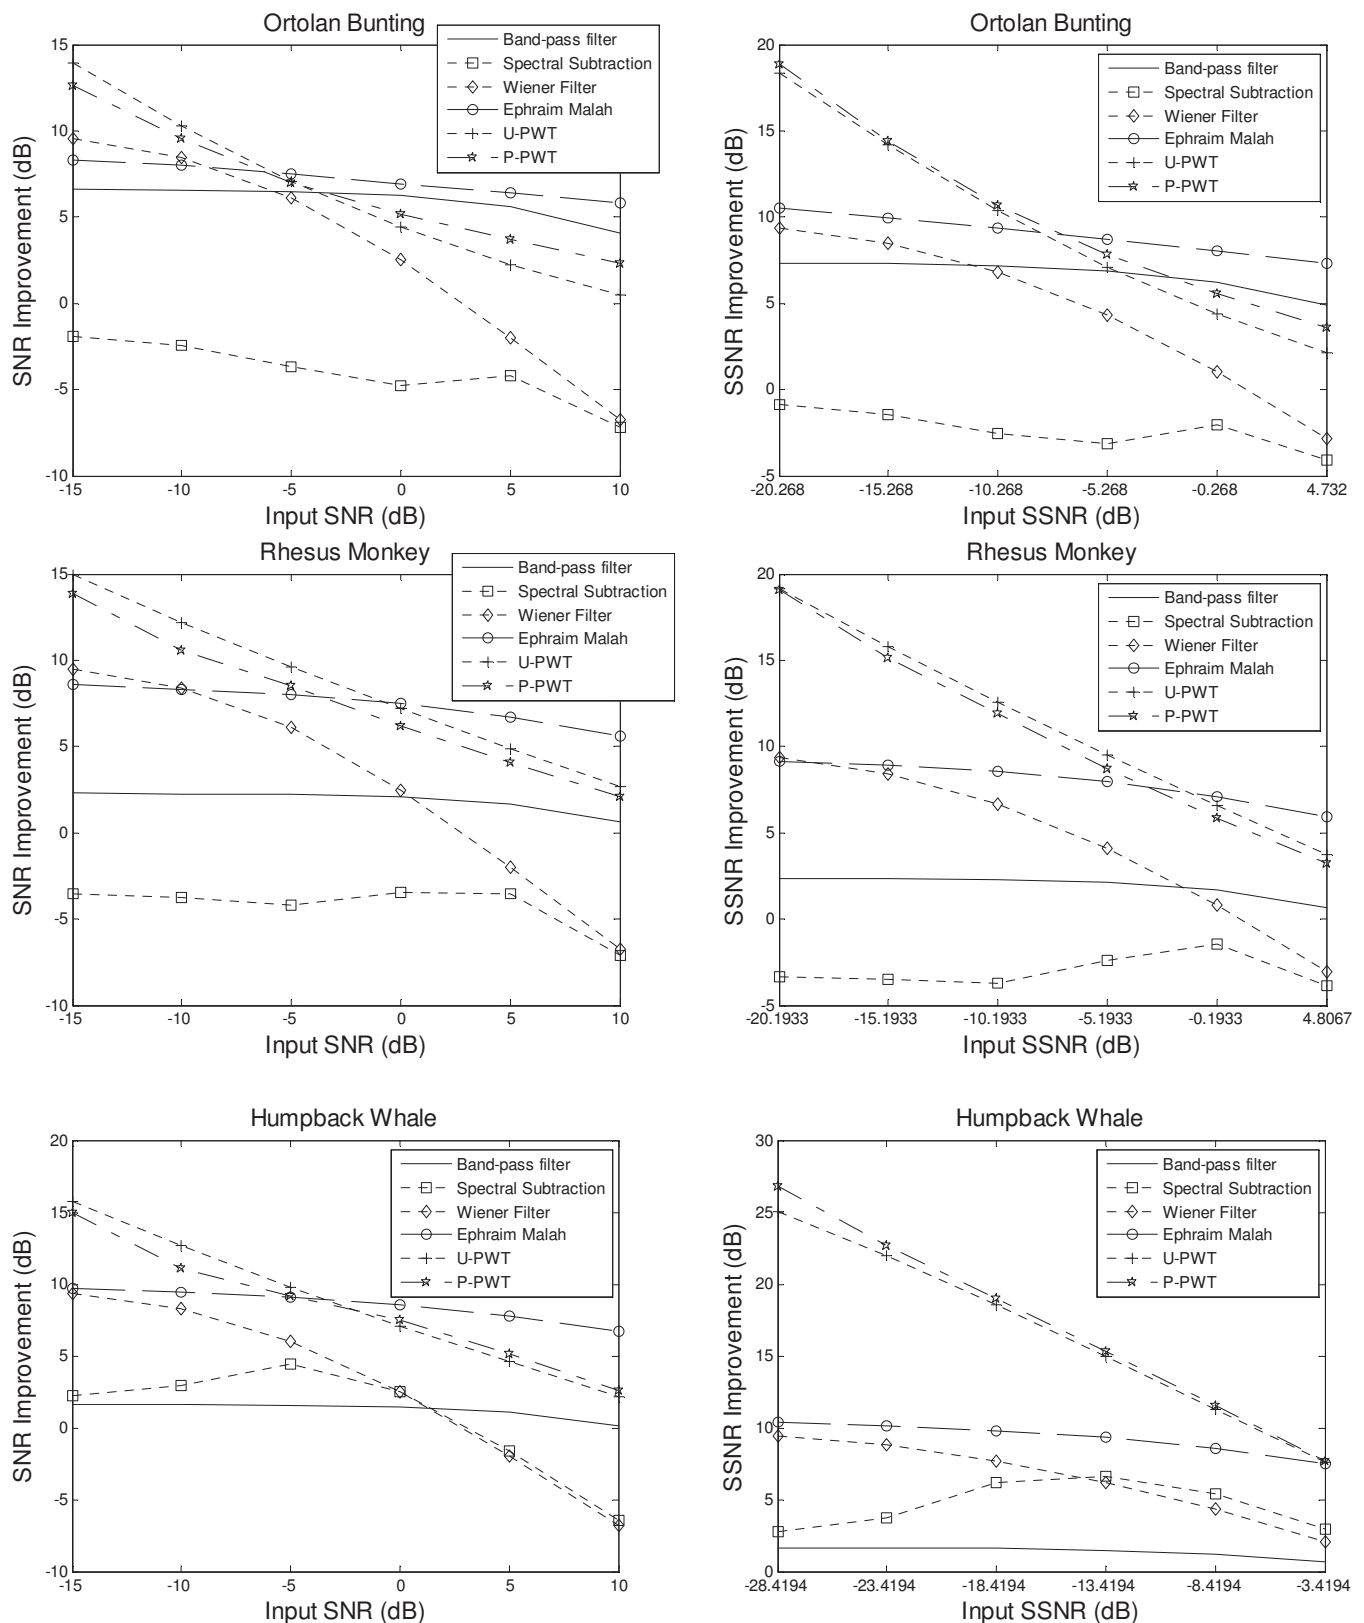 Ortolan Bunting
15
10
5
0
-5
-10
-15
-10
-5
0
5
10
SNR Improvement (dB)
Input SNR (dB)
Band-pass filter
Spectral Subtraction
Wiener Filter
Ephraim Malah
U-PWT
P-PWT
Ortolan Bunting
20
15
10
5
0
-5
-20.268
-15.268
-10.268
-5.268
-0.268
4.732
SSNR Improvement (dB)
Input SSNR (dB)
Band-pass filter
Spectral Subtraction
Wiener Filter
Ephraim Malah
U-PWT
P-PWT
Rhesus Monkey
15
10
5
0
-5
-10
-15
-10
-5
0
5
10
SNR Improvement (dB)
Input SNR (dB)
Band-pass filter
Spectral Subtraction
Wiener Filter
Ephraim Malah
U-PWT
P-PWT
Rhesus Monkey
20
15
10
5
0
-5
-20.1933
-15.1933
-10.1933
-5.1933
-0.1933
4.8067
SSNR Improvement (dB)
Input SSNR (dB)
Band-pass filter
Spectral Subtraction
Wiener Filter
Ephraim Malah
U-PWT
P-PWT
Humpback Whale
20
15
10
5
0
-5
-10
-15
-10
-5
0
5
10
SNR Improvement (dB)
Input SNR (dB)
Band-pass filter
Spectral Subtraction
Wiener Filter
Ephraim Malah
U-PWT
P-PWT
Humpback Whale
30
25
20
15
10
5
0
-28.4194
-23.4194
-18.4194
-13.4194
-8.4194
-3.4194
SSNR Improvement (dB)
Input SSNR (dB)
Band-pass filter
Spectral Subtraction
Wiener Filter
Ephraim Malah
U-PWT
P-PWT